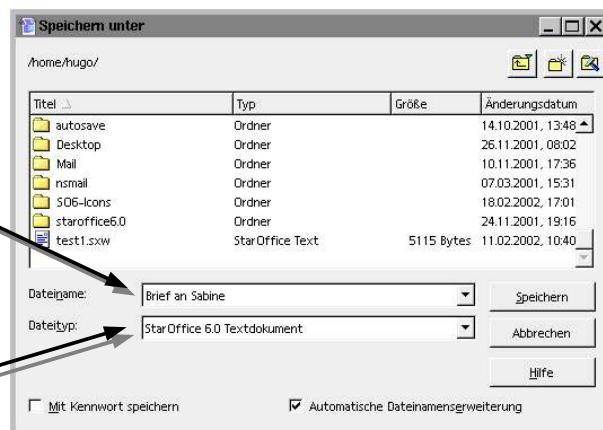 Speichern unter
/home/hugo/
Titel Typ Größe Änderungsdatum
autosave Ordner 14.10.2001, 13:48
Desktop Ordner 26.11.2001, 08:02
Mail Ordner 10.11.2001, 17:36
nsmail Ordner 07.03.2001, 15:31
SO6-Icons Ordner 18.02.2002, 17:01
staroffice6.0 Ordner 24.11.2001, 19:16
test1.sxw StarOffice Text 5115 Bytes 11.02.2002, 10:40
Dateiname: Brief an Sabine Speichern
Dateityp: StarOffice 6.0 Textdokument Abbrechen
Hilfe
Mit Kennwort speichern Automatische Dateinamenserweiterung